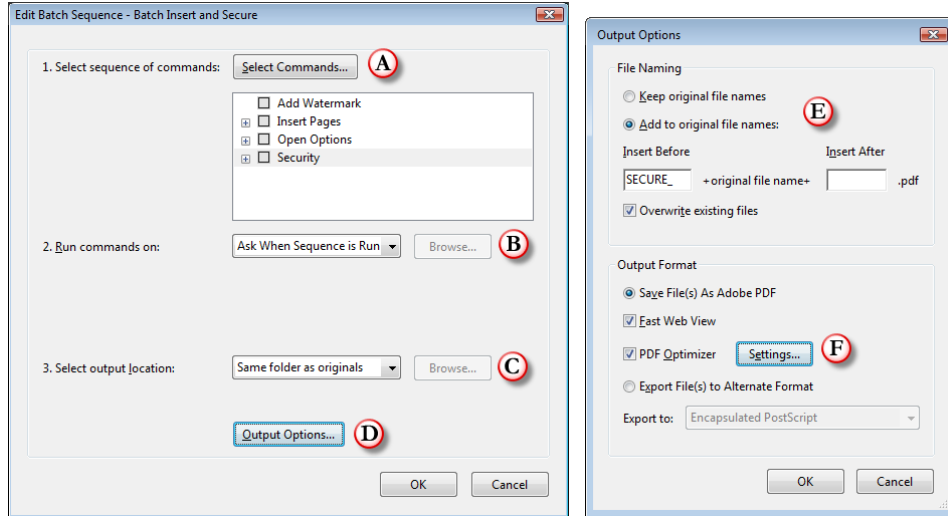 Edit Batch Sequence - Batch Insert and Secure
1. Select sequence of commands: Select Commands... A
Add Watermark
Insert Pages
Open Options
Security
2. Run commands on: Ask When Sequence is Run Browse... B
3. Select output location: Same folder as originals Browse... C
Output Options... D
OK Cancel
Output Options
File Naming
Keep original file names
E
Add to original file names:
Insert Before Insert After
SECURE_ +original file name+ .pdf
Overwrite existing files
Output Format
Save File(s) As Adobe PDF
Fast Web View
PDF Optimizer Settings... F
Export File(s) to Alternate Format
Export to: Encapsulated PostScript
OK Cancel